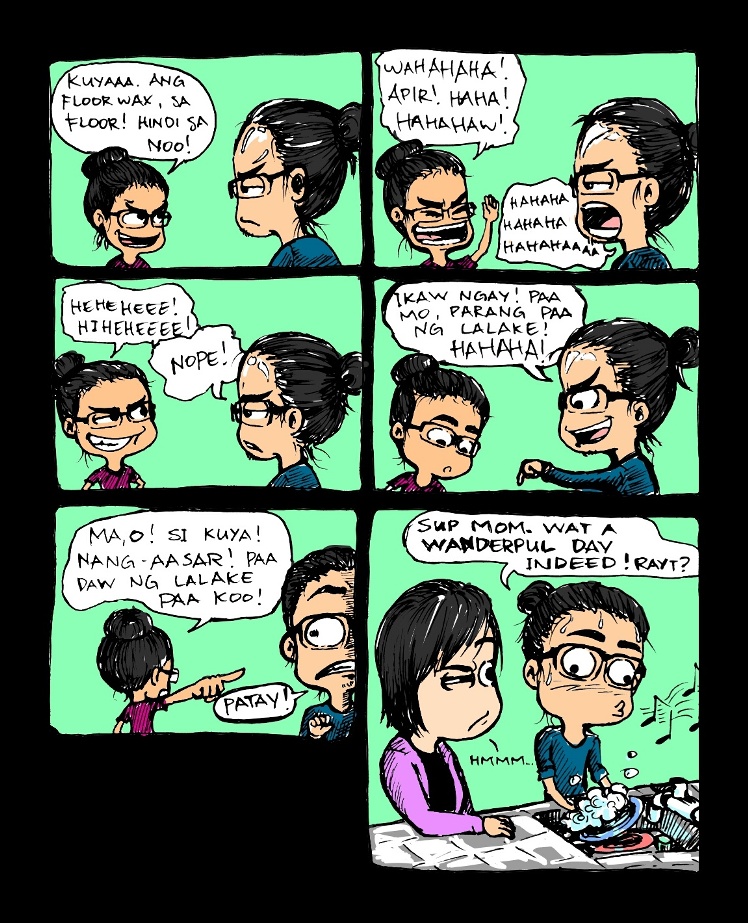 KUYAAA. ANG
FLOOR WAX, SA
FLOOR! HINDI SA
NOO!
WAHAHAHA!
APIR! HAHA!
HAHAHAW!
HAHAHA
HAHAHA
HAHAHAAAA
HEHEHEEE!
HIHEHEEEE!
NOPE!
IKAW NGAY! PAA
MO, PARANG PAA
NG LALAKE!
HAHAHA!
MA, O! SI KUYA!
NANG-AASAR! PAA
DAW NG LALAKE
PAA KOO!
PATAY!
SUP MOM. WAT A
WANDERPUL DAY
INDEED! RAYT?
HMMM...